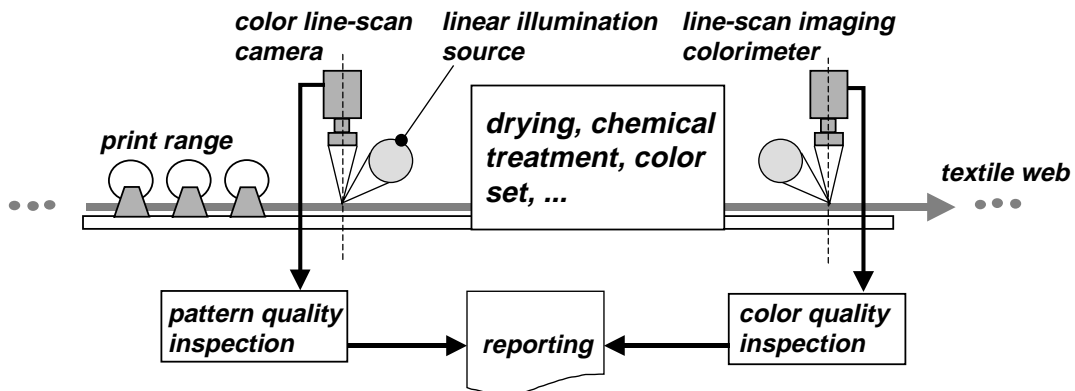 color line-scan
camera
linear illumination
source
line-scan imaging
colorimeter
print range
drying, chemical
treatment, color
set, ...
textile web
pattern quality
inspection
reporting
color quality
inspection